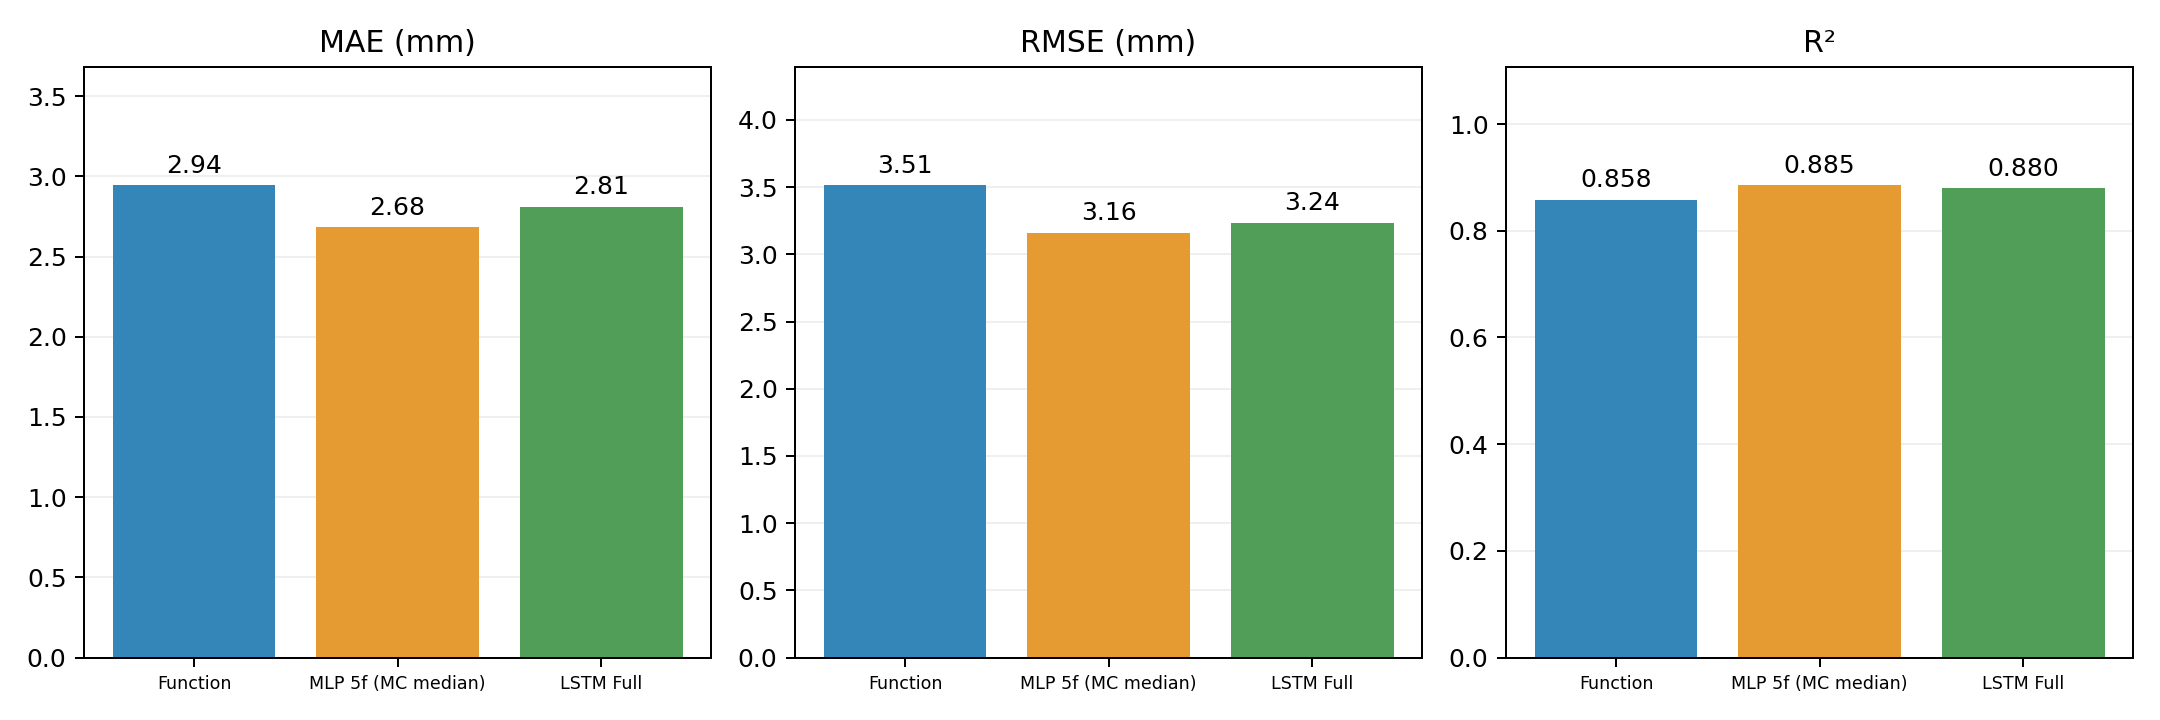 MAE (mm)
3.5
3.0
2.5
2.0
1.5
1.0
0.5
0.0
2.94
2.68
2.81
Function
MLP 5f (MC median)
LSTM Full
RMSE (mm)
4.0
3.5
3.0
2.5
2.0
1.5
1.0
0.5
0.0
3.51
3.16
3.24
Function
MLP 5f (MC median)
LSTM Full
R²
1.0
0.8
0.6
0.4
0.2
0.0
0.858
0.885
0.880
Function
MLP 5f (MC median)
LSTM Full